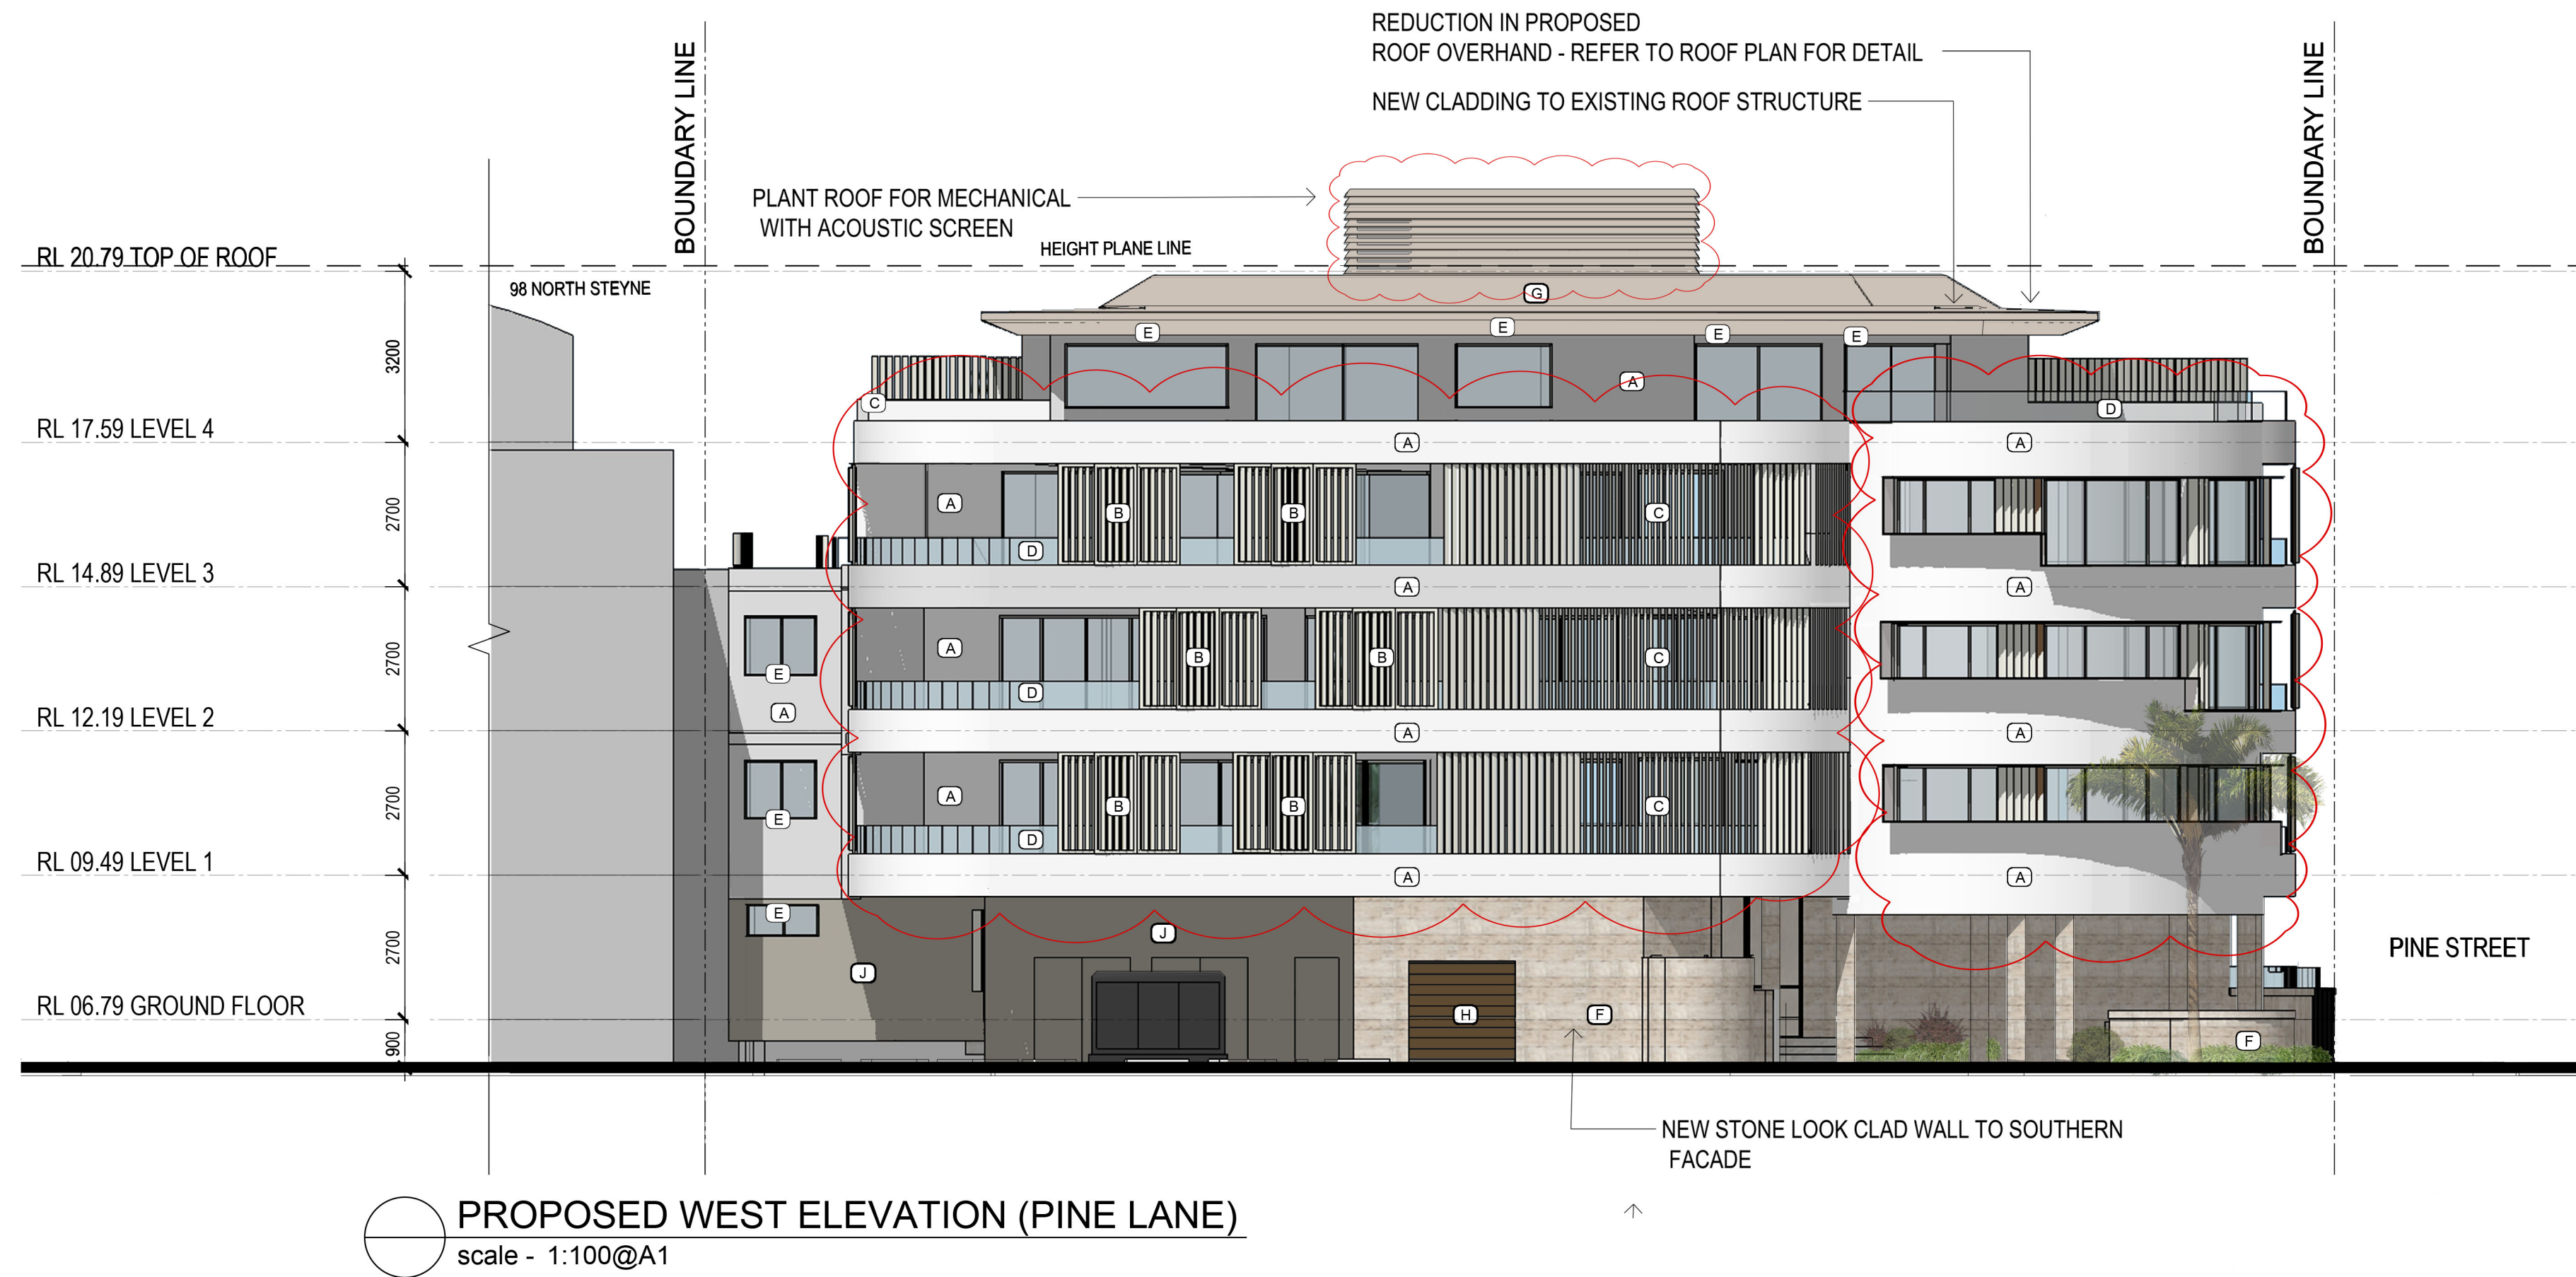 REDUCTION IN PROPOSED
ROOF OVERHAND - REFER TO ROOF PLAN FOR DETAIL
NEW CLADDING TO EXISTING ROOF STRUCTURE
BOUNDARY LINE
BOUNDARY LINE
PLANT ROOF FOR MECHANICAL
WITH ACOUSTIC SCREEN
HEIGHT PLANE LINE
RL 20.79 TOP OF ROOF
98 NORTH STEYNE
G
E
E
E
E
3200
A
C
D
RL 17.59 LEVEL 4
A
A
A
B
B
C
2700
D
RL 14.89 LEVEL 3
A
A
A
B
B
C
2700
E
D
A
RL 12.19 LEVEL 2
A
A
A
B
B
C
2700
E
D
RL 09.49 LEVEL 1
A
A
E
J
2700
PINE STREET
J
RL 06.79 GROUND FLOOR
H
F
900
F
NEW STONE LOOK CLAD WALL TO SOUTHERN
FACADE
PROPOSED WEST ELEVATION (PINE LANE)
scale - 1:100@A1